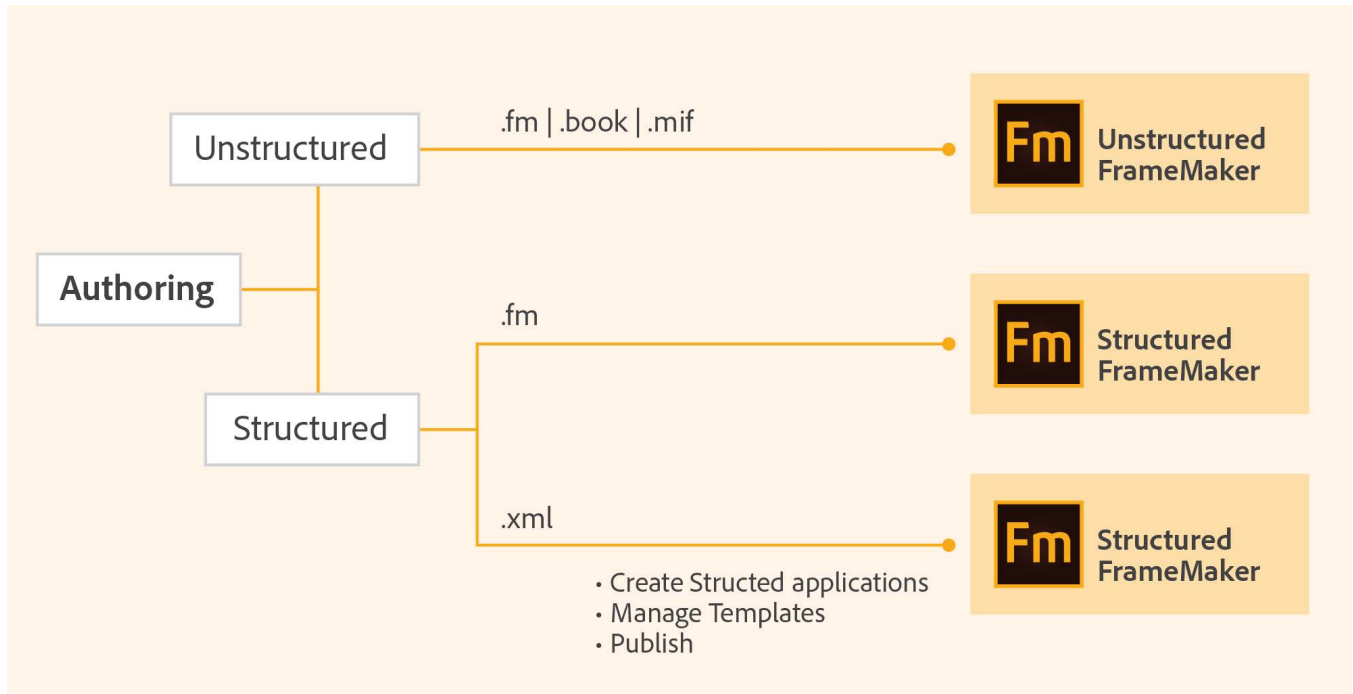 .fm | .book | .mif
Unstructured
Fm
Unstructured
FrameMaker
Authoring
.fm
Fm
Structured
FrameMaker
Structured
.xml
Fm
Structured
FrameMaker
• Create Structed applications
• Manage Templates
• Publish